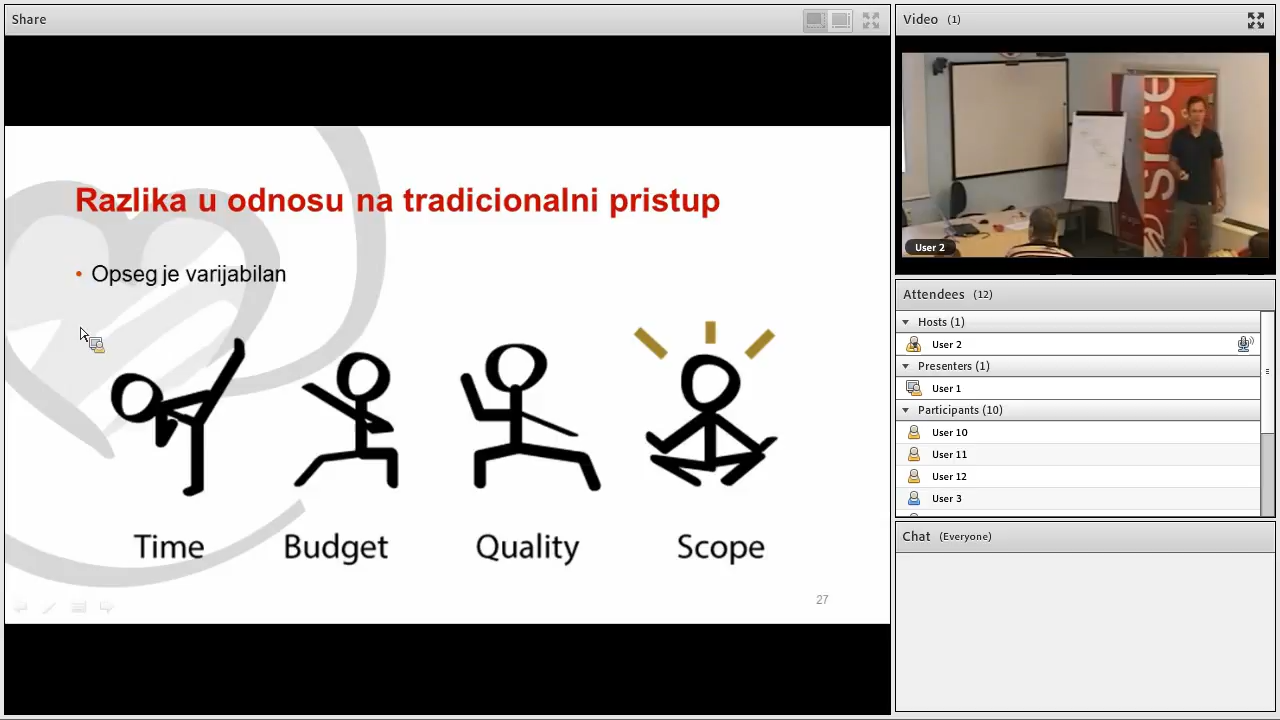 Share
Razlika u odnosu na tradicionalni pristup
• Opseg je varijabilan
Time
Budget
Quality
Scope
27
Video (1)
srce
User 2
Attendees (12)
Hosts (1)
User 2
Presenters (1)
User 1
Participants (10)
User 10
User 11
User 12
User 3
Chat (Everyone)